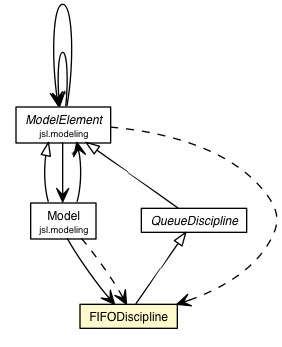 ModelElement
jsl.modeling
Model
jsl.modeling
QueueDiscipline
FIFODiscipline